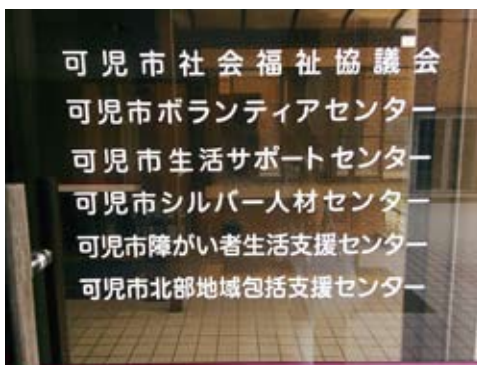 可児市社会福祉協議会
可児市ボランティアセンター
可児市生活サポートセンター
可児市シルバー人材センター
可児市障がい者生活支援センター
可児市北部地域包括支援センター